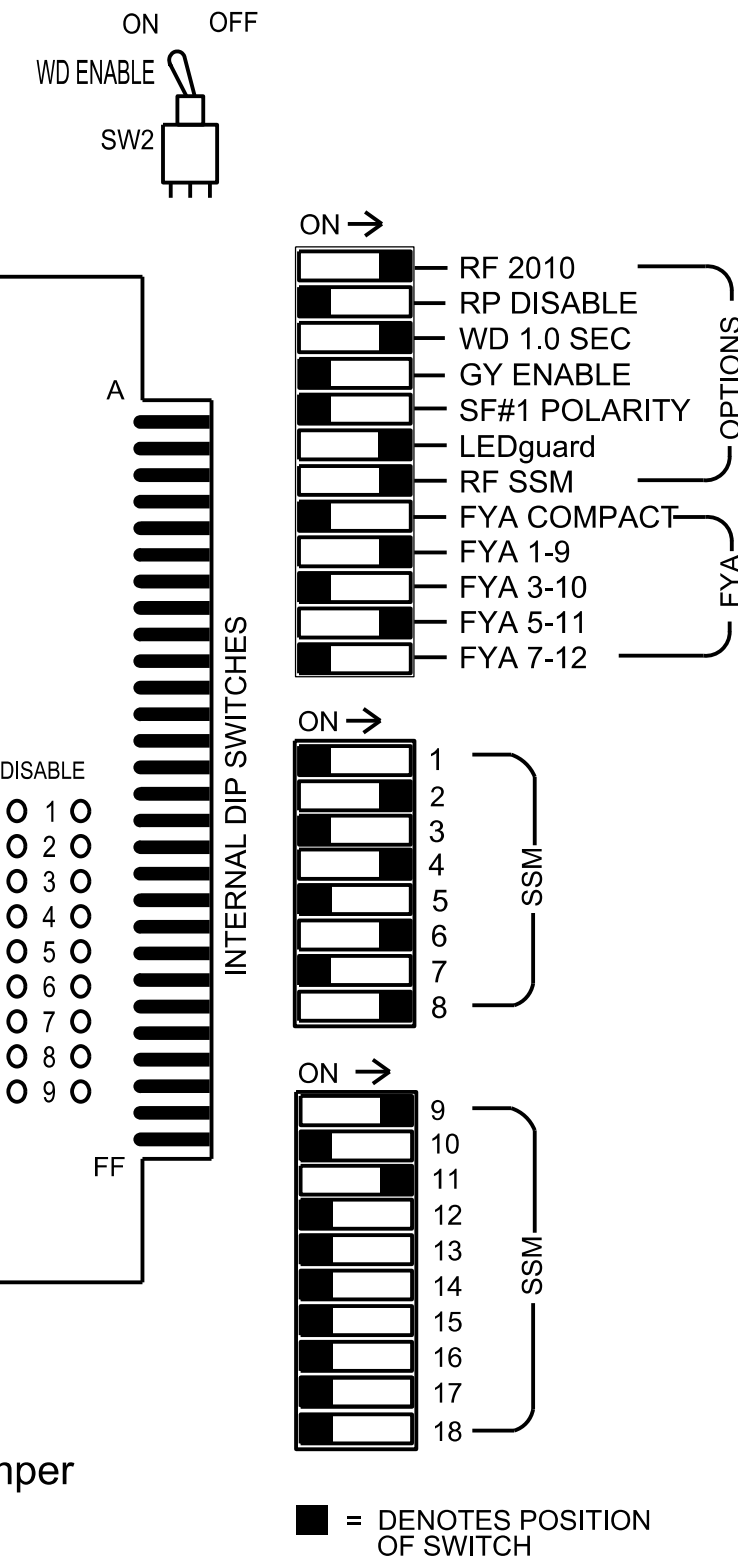 ON OFF
WD ENABLE
SW2
ON
RF 2010
RP DISABLE
WD 1.0 SEC
GY ENABLE
SF#1 POLARITY
LEDguard
RF SSM
FYA COMPACT
FYA 1-9
FYA 3-10
FYA 5-11
FYA 7-12
OPTIONS
FYA
A
FF
INTERNAL DIP SWITCHES
DISABLE
1
2
3
4
5
6
7
8
9
ON
1
2
3
4
5
6
7
8
SSM
ON
9
10
11
12
13
14
15
16
17
18
SSM
= DENOTES POSITION
OF SWITCH